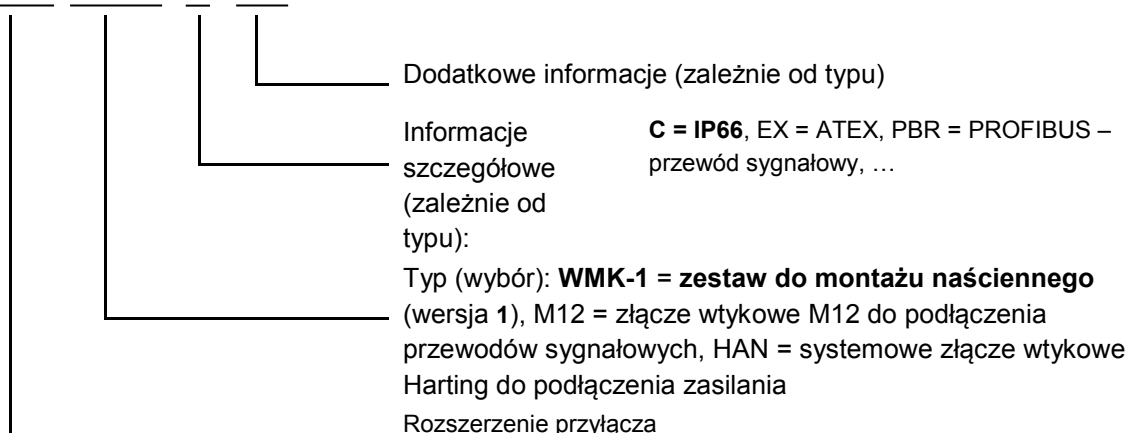 Dodatkowe informacje (zależnie od typu)
Informacje
szczegółowe
(zależnie od
typu):
C = IP66, EX = ATEX, PBR = PROFIBUS –
przewód sygnałowy, …
Typ (wybór): WMK-1 = zestaw do montażu naściennego
(wersja 1), M12 = złącze wtykowe M12 do podłączenia
przewodów sygnałowych, HAN = systemowe złącze wtykowe
Harting do podłączenia zasilania
Rozszerzenie przyłącza